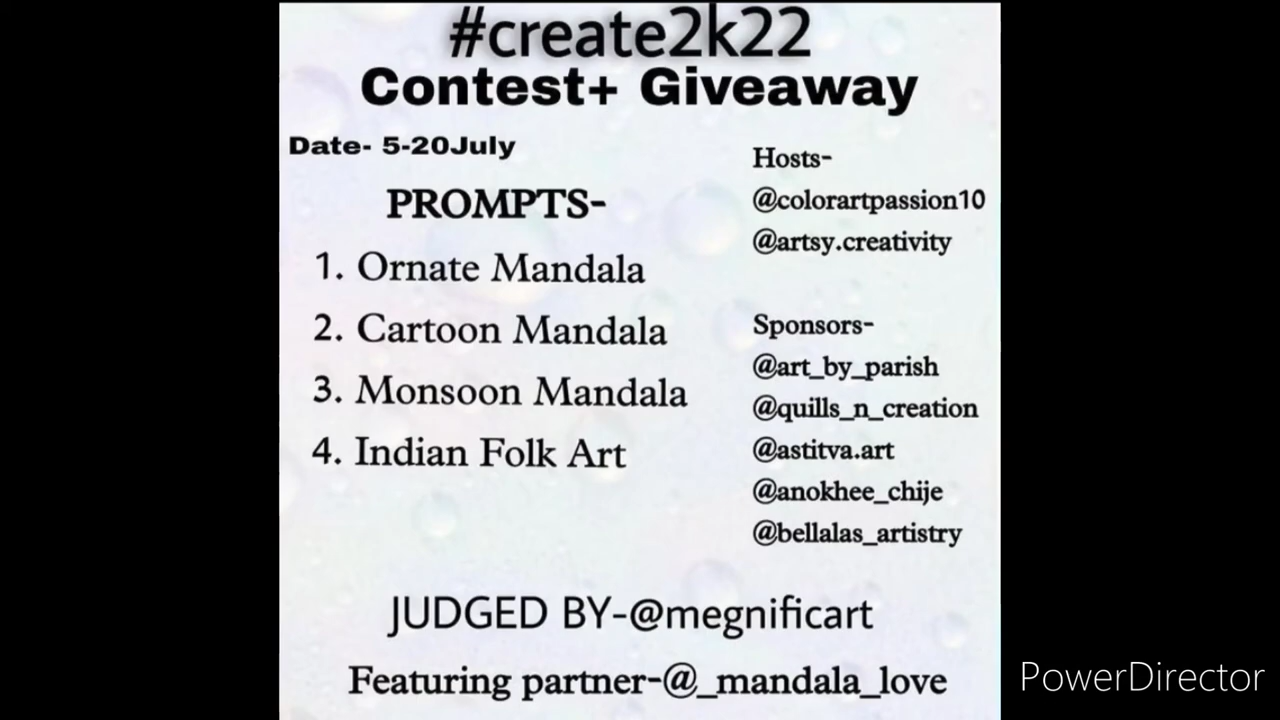 #create2k22
Contest+ Giveaway
Date- 5-20July
PROMPTS-
1. Ornate Mandala
2. Cartoon Mandala
3. Monsoon Mandala
4. Indian Folk Art
Hosts-
@colorartpassion10
@artsy.creativity
Sponsors-
@art_by_parish
@quills_n_creation
@astitva.art
@anokhee_chije
@bellalas_artistry
JUDGED BY-@megnificart
Featuring partner-@_mandala_love
PowerDirector